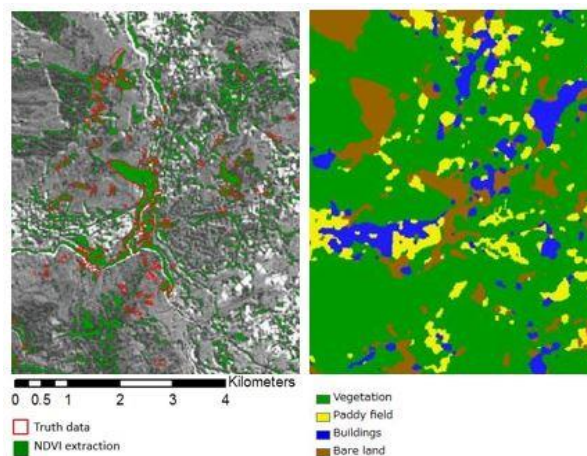 Kilometers
0 0.5 1 2 3 4
Truth data
NDVI extraction
Vegetation
Paddy field
Buildings
Bare land